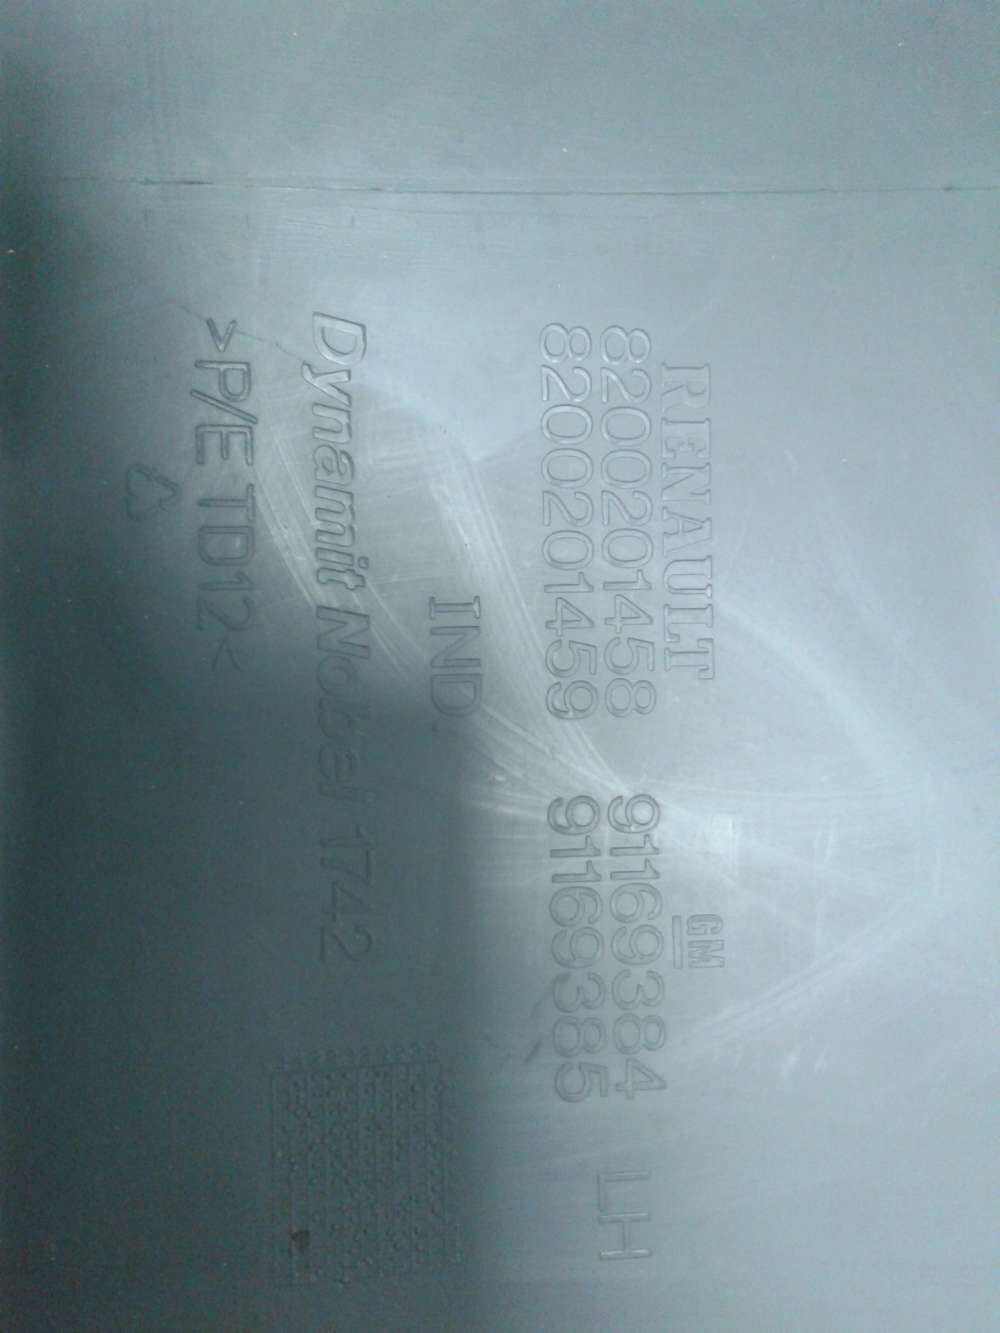 RENAULT GM
8200201458 91169384 LH
8200201459 91169385
IND.
Dynamit Nobel 1742
>P/E TD12<